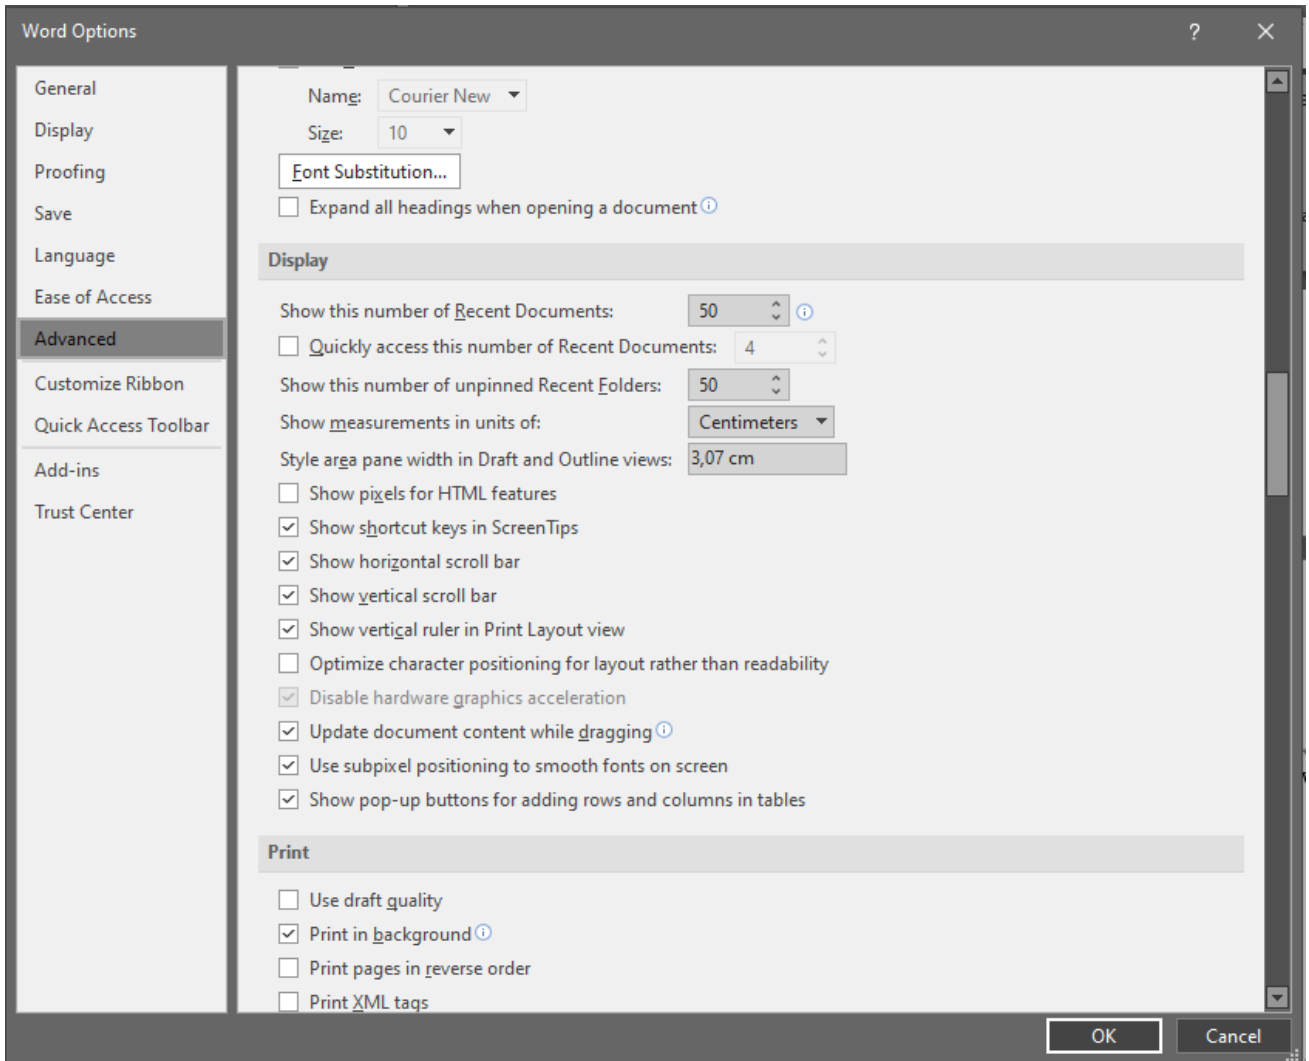 Word Options
?
General
Display
Proofing
Save
Language
Ease of Access
Advanced
Customize Ribbon
Quick Access Toolbar
Add-ins
Trust Center
Name: Courier New
Size: 10
Font Substitution...
Expand all headings when opening a document
Display
Show this number of Recent Documents: 50
Quickly access this number of Recent Documents: 4
Show this number of unpinned Recent Folders: 50
Show measurements in units of: Centimeters
Style area pane width in Draft and Outline views: 3,07 cm
Show pixels for HTML features
Show shortcut keys in ScreenTips
Show horizontal scroll bar
Show vertical scroll bar
Show vertical ruler in Print Layout view
Optimize character positioning for layout rather than readability
Disable hardware graphics acceleration
Update document content while dragging
Use subpixel positioning to smooth fonts on screen
Show pop-up buttons for adding rows and columns in tables
Print
Use draft quality
Print in background
Print pages in reverse order
Print XML tags
OK Cancel